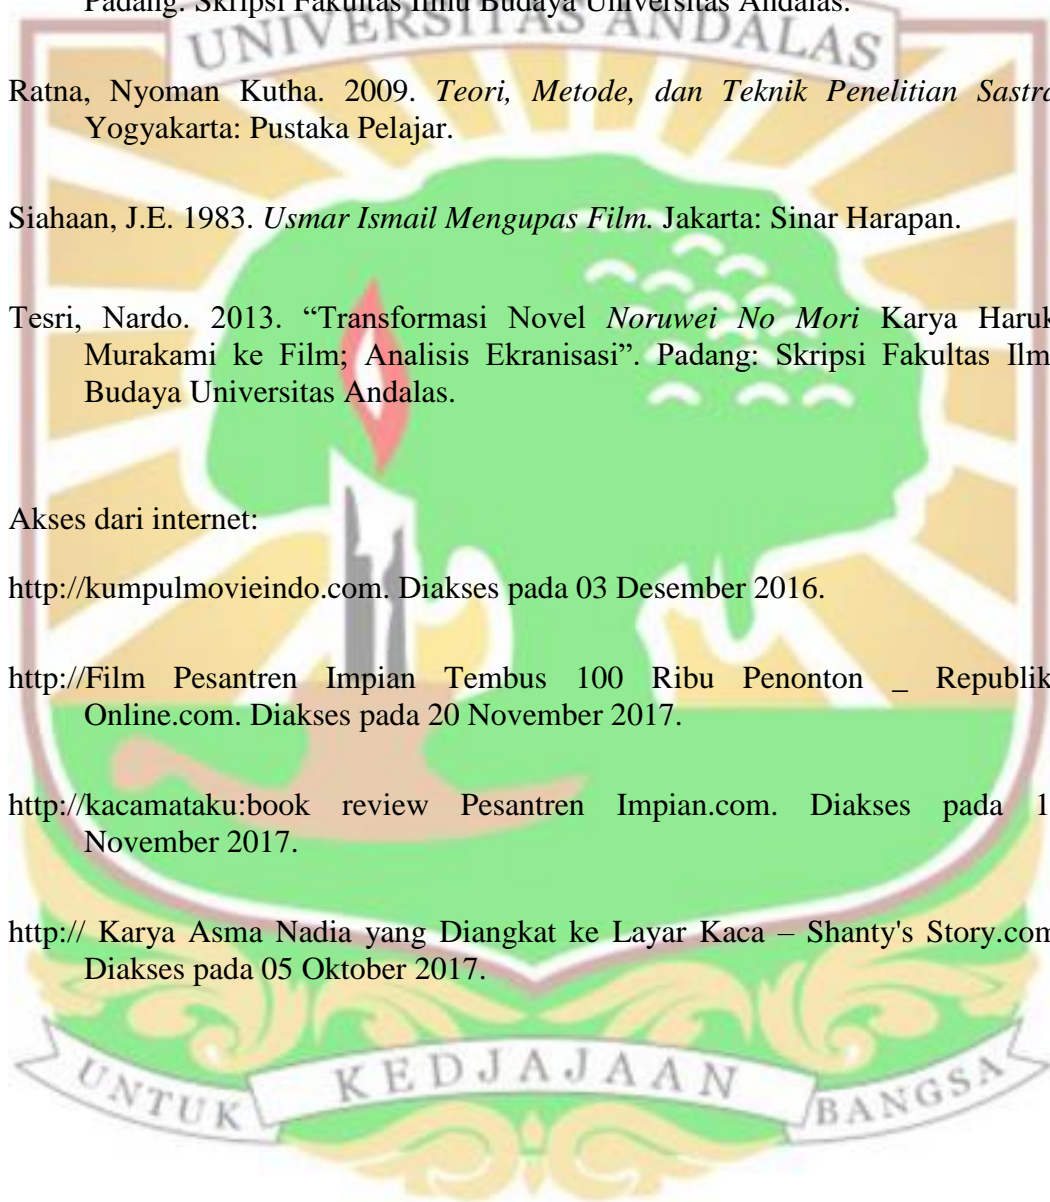 Padang: Skripsi Fakultas Ilmu Budaya Universitas Andalas.
UNIVERSITAS ANDALAS
Ratna, Nyoman Kutha. 2009. Teori, Metode, dan Teknik Penelitian Sastra
Yogyakarta: Pustaka Pelajar.
Siahaan, J.E. 1983. Usmar Ismail Mengupas Film. Jakarta: Sinar Harapan.
Tesri, Nardo. 2013. “Transformasi Novel Noruwei No Mori Karya Haruk
Murakami ke Film; Analisis Ekranisasi”. Padang: Skripsi Fakultas Ilm
Budaya Universitas Andalas.
Akses dari internet:
http://kumpulmovieindo.com. Diakses pada 03 Desember 2016.
http://Film Pesantren Impian Tembus 100 Ribu Penonton _ Republik
Online.com. Diakses pada 20 November 2017.
http://kacamataku:book review Pesantren Impian.com. Diakses pada 1
November 2017.
http:// Karya Asma Nadia yang Diangkat ke Layar Kaca – Shanty's Story.com
Diakses pada 05 Oktober 2017.
UNTUK KEDJAJAAN BANGSA